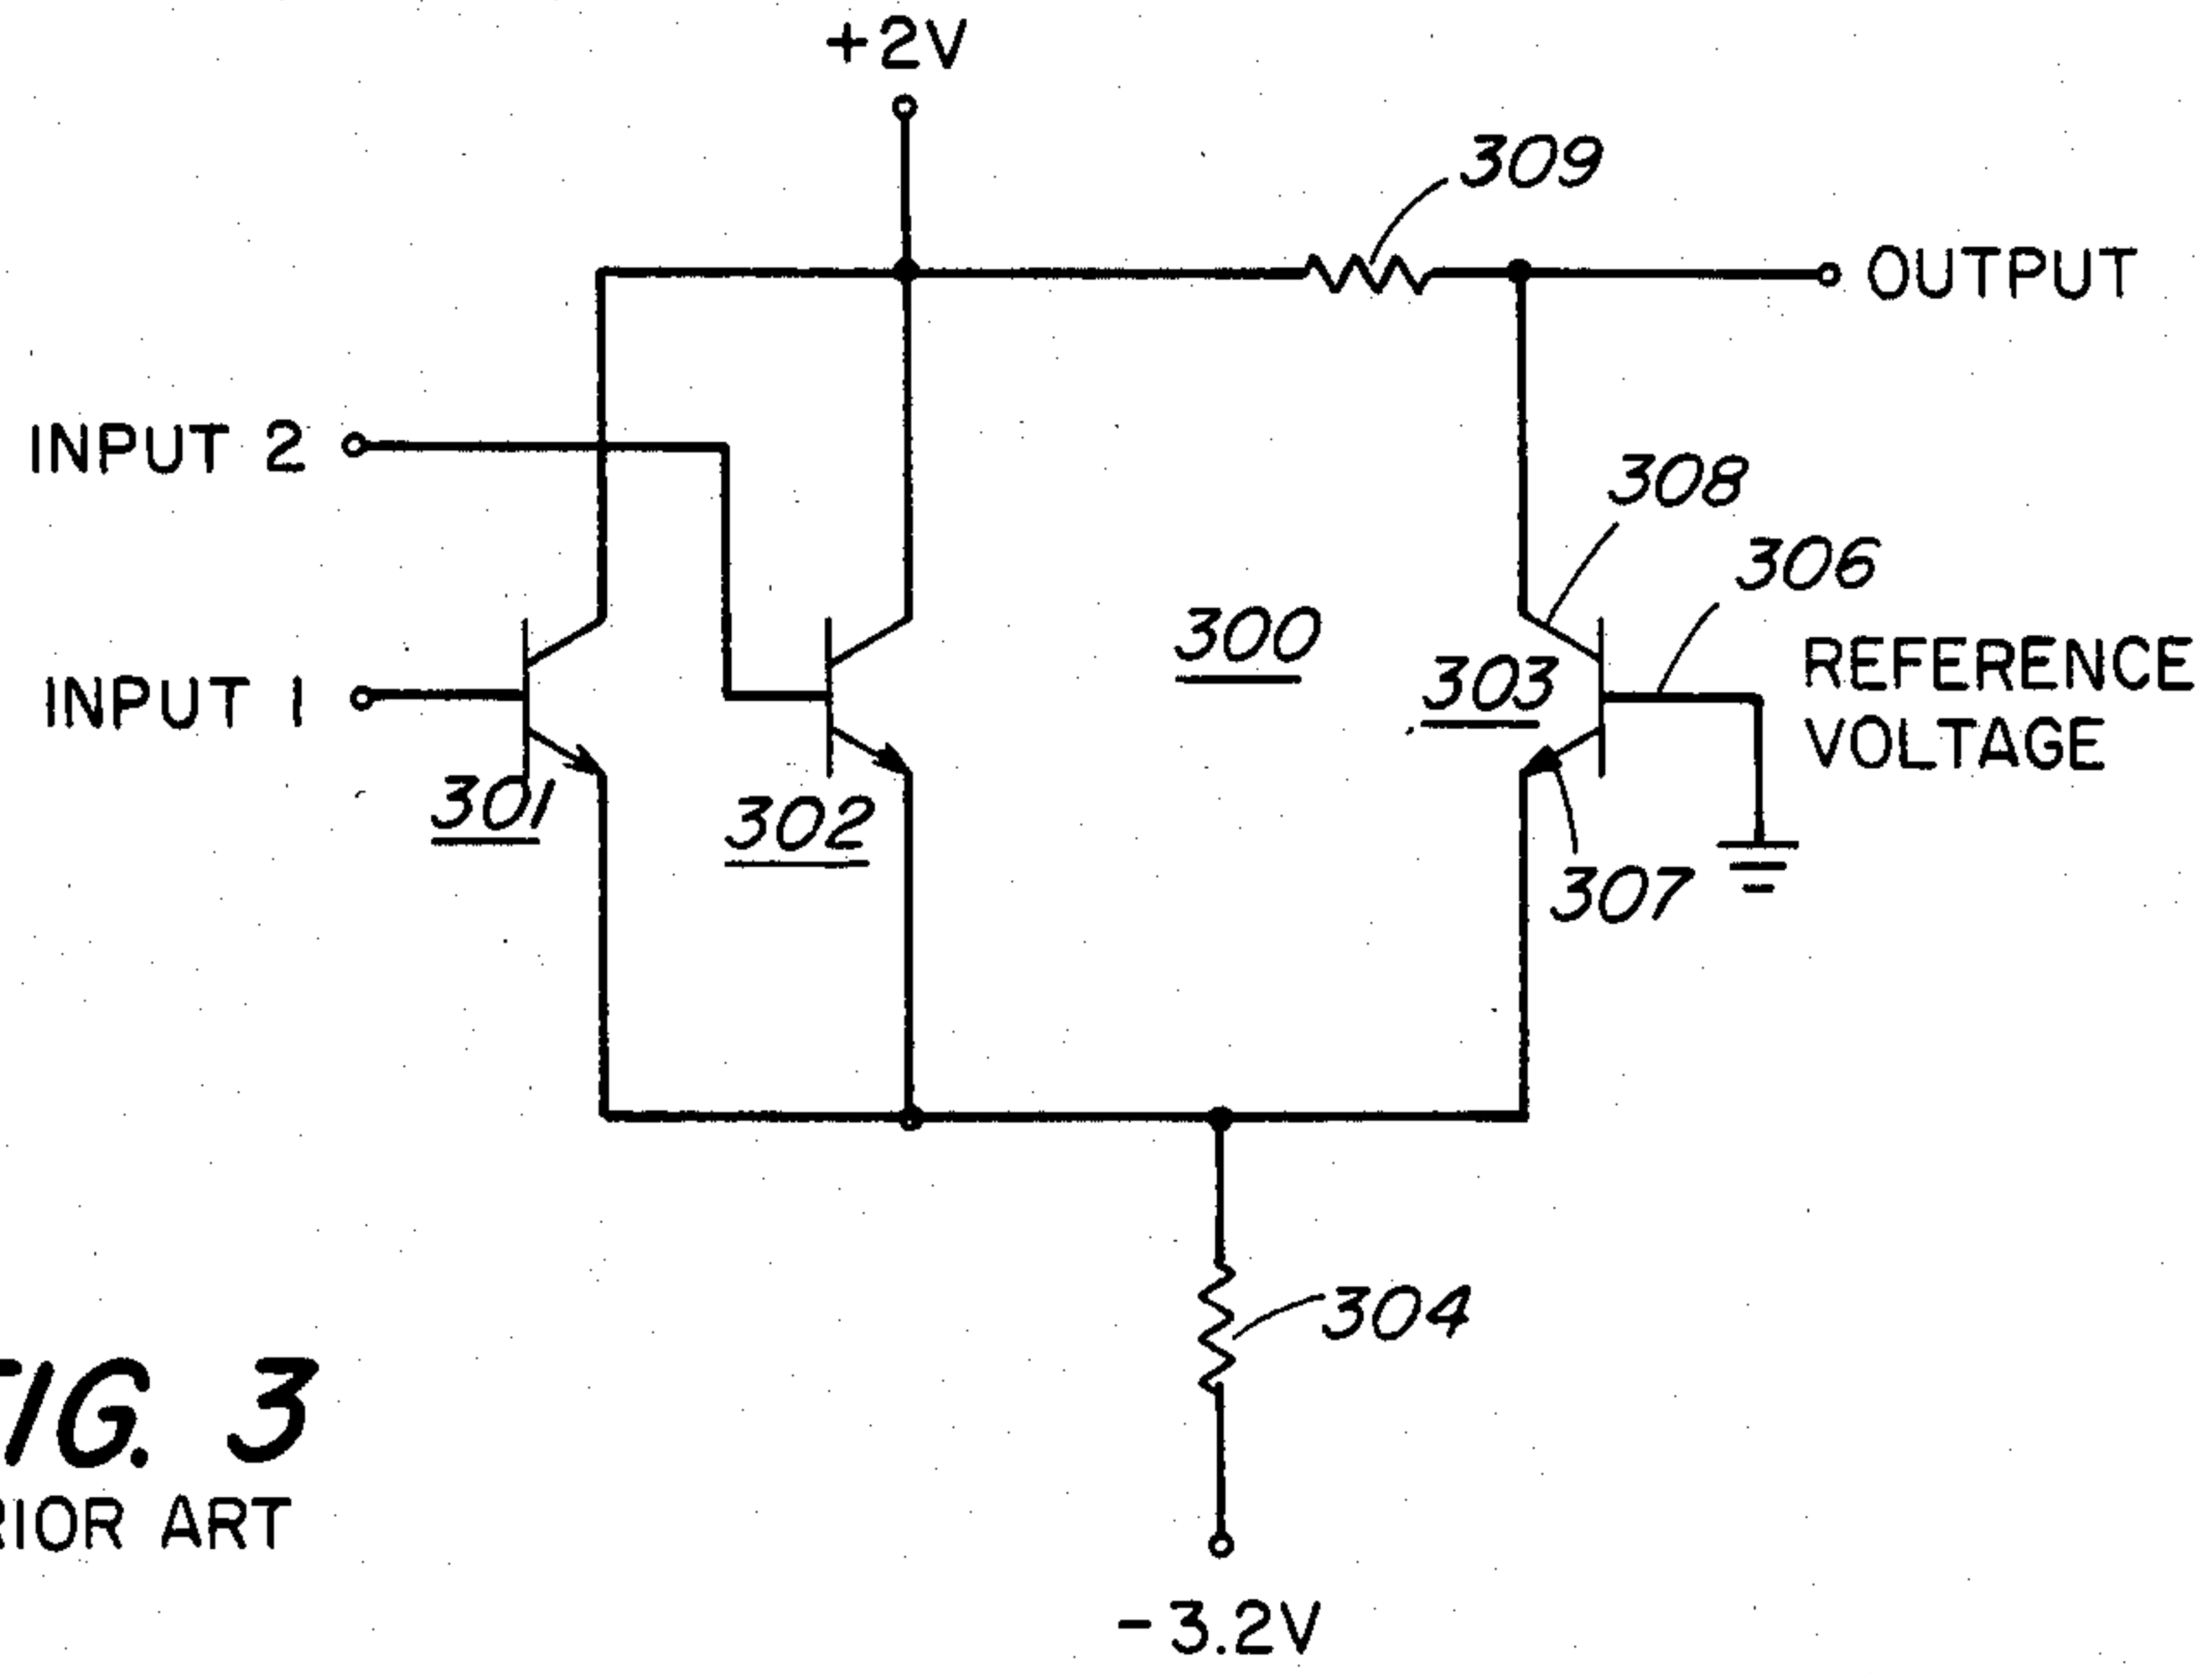 +2V
309
OUTPUT
INPUT 2
308
306
300
303
REFERENCE
VOLTAGE
INPUT 1
301
302
307
304
IG. 3
RIOR ART
-3.2V